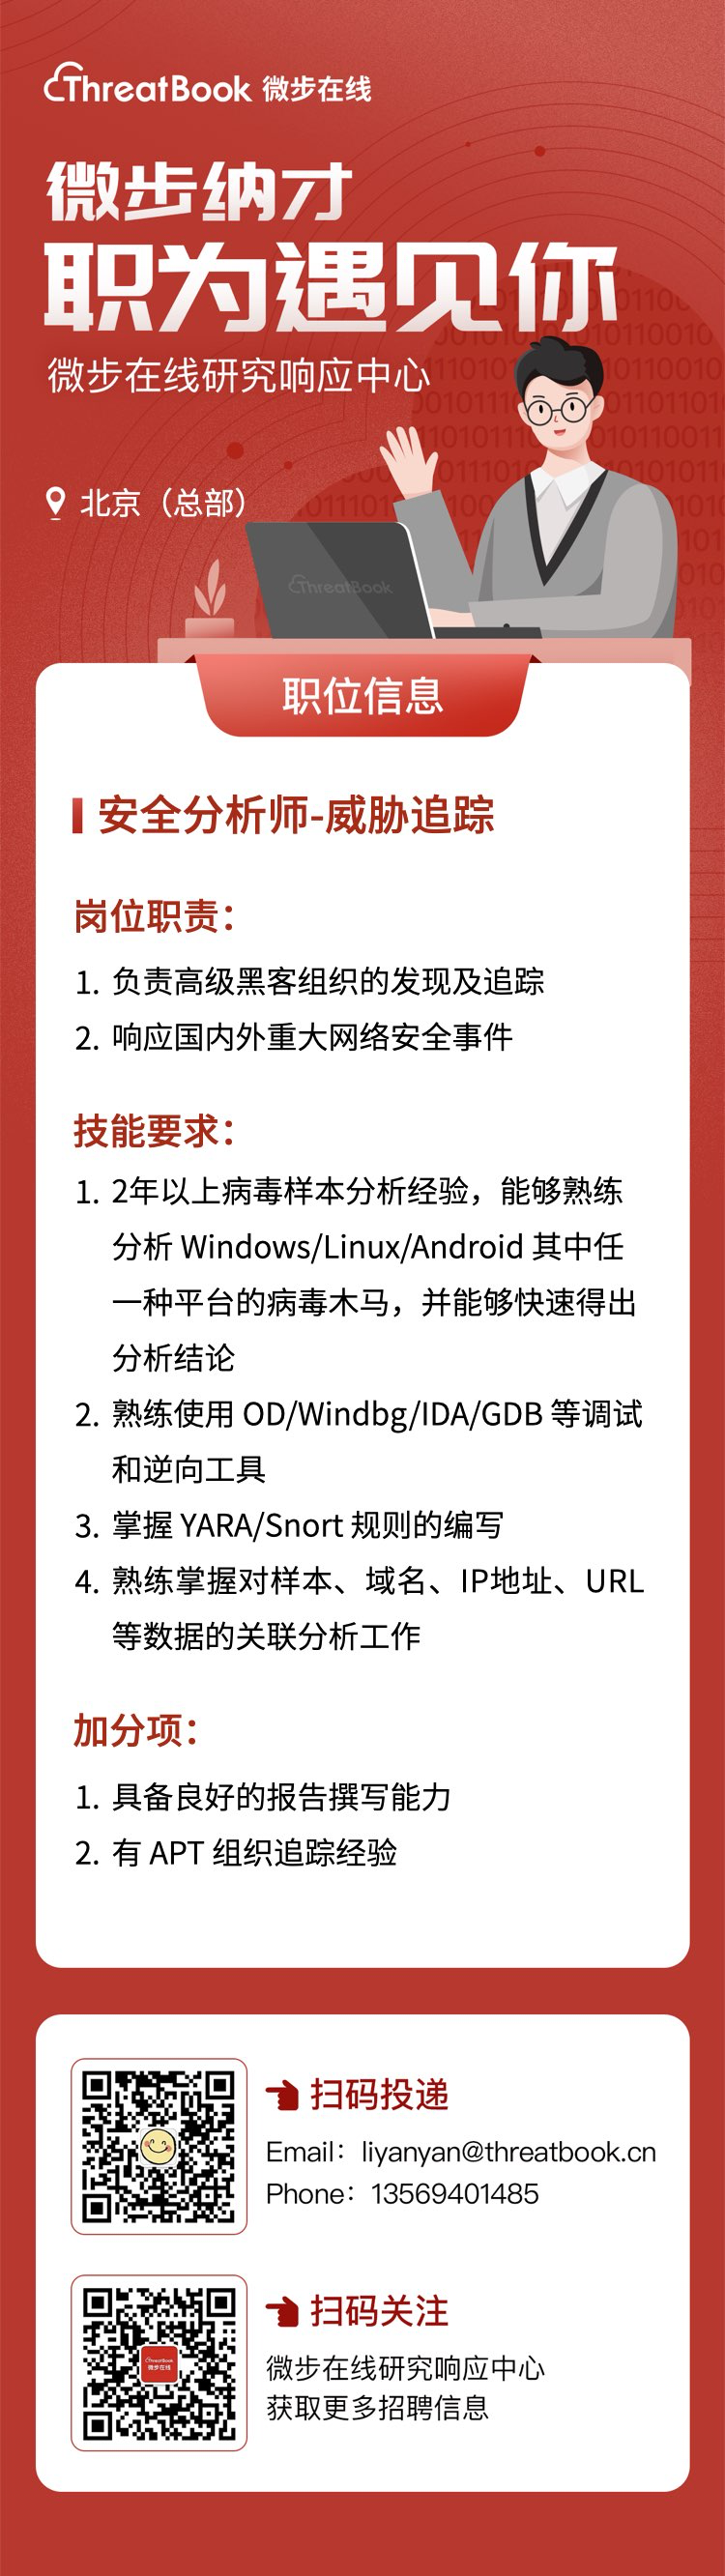 ThreatBook 微步在线
微步纳才
职为遇见你
微步在线研究响应中心
北京（总部）
ThreatBook
职位信息
安全分析师-威胁追踪
岗位职责：
1. 负责高级黑客组织的发现及追踪
2. 响应国内外重大网络安全事件
技能要求：
1. 2年以上病毒样本分析经验，能够熟练
分析 Windows/Linux/Android 其中任
一种平台的病毒木马，并能够快速得出
分析结论
2. 熟练使用 OD/Windbg/IDA/GDB 等调试
和逆向工具
3. 掌握 YARA/Snort 规则的编写
4. 熟练掌握对样本、域名、IP地址、URL
等数据的关联分析工作
加分项：
1. 具备良好的报告撰写能力
2. 有 APT 组织追踪经验
扫码投递
Email：liyanyan@threatbook.cn
Phone：13569401485
扫码关注
ThreatBook
微步在线
微步在线研究响应中心
获取更多招聘信息